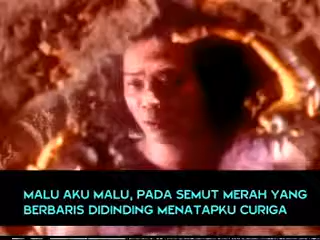 MALU AKU MALU, PADA SEMUT MERAH YANG
BERBARIS DIDINDING MENATAPKU CURIGA